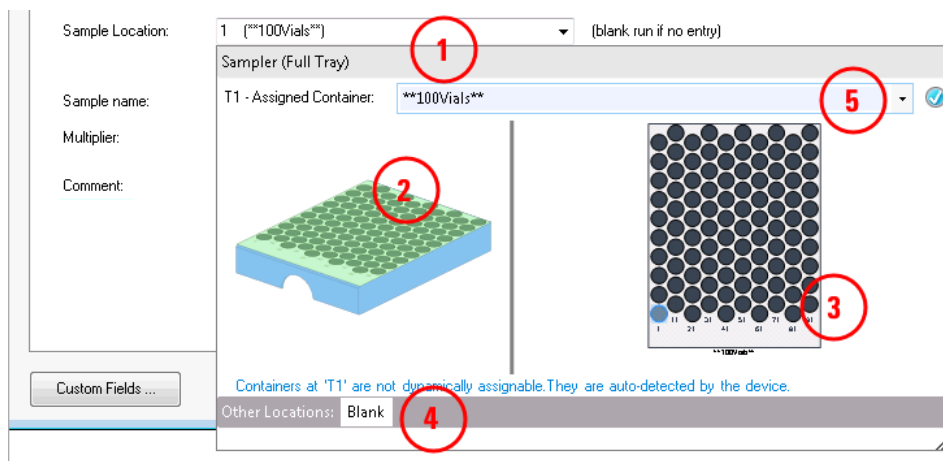 Sample Location:
1 (**100Vials**)
(blank run if no entry)
1
Sampler (Full Tray)
Sample name:
T1 - Assigned Container:
**100Vials**
5
Multiplier:
Comment:
2
3
11 31 51 71 91
1 21 41 61 81
**100Vials**
Custom Fields ...
Containers at 'T1' are not dynamically assignable.They are auto-detected by the device.
Other Locations: Blank
4